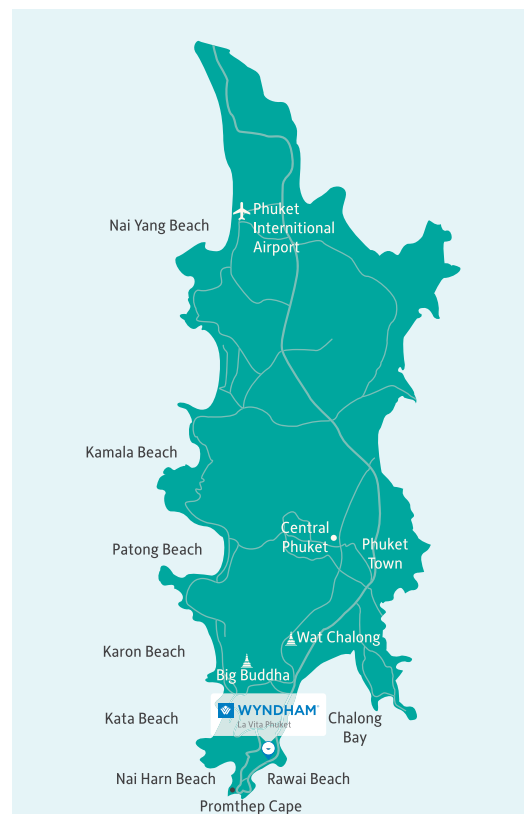 Phuket
Internitional
Airport
Nai Yang Beach
Kamala Beach
Central
Phuket
Phuket
Town
Patong Beach
Wat Chalong
Karon Beach
Big Buddha
WYNDHAM
La Vita Phuket
Kata Beach
Chalong
Bay
Nai Harn Beach
Rawai Beach
Promthep Cape